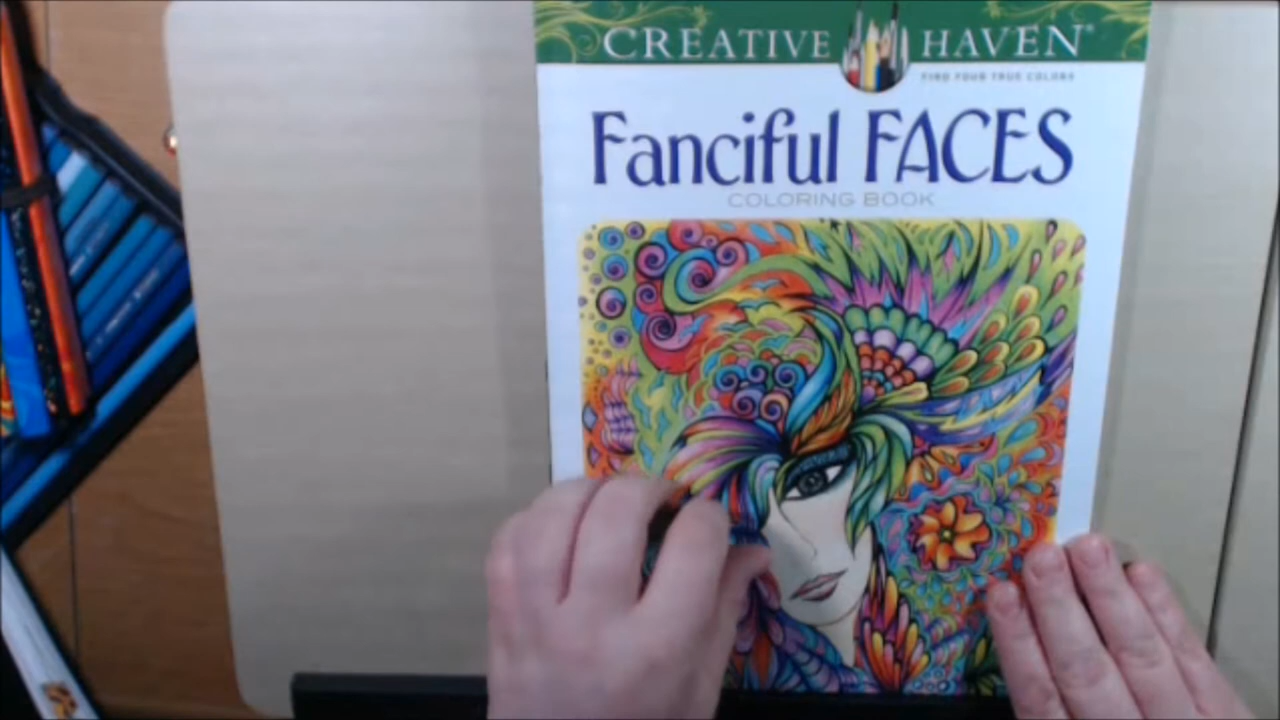 CREATIVE HAVEN®
FIND YOUR TRUE COLORS
Fanciful FACES
COLORING BOOK